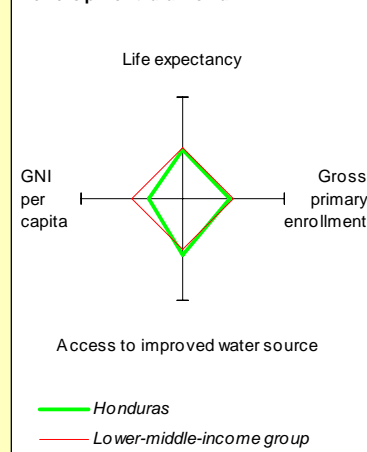 Life expectancy
GNI
per
capita
Gross
primary
enrollment
Access to improved water source
Honduras
Lower-middle-income group